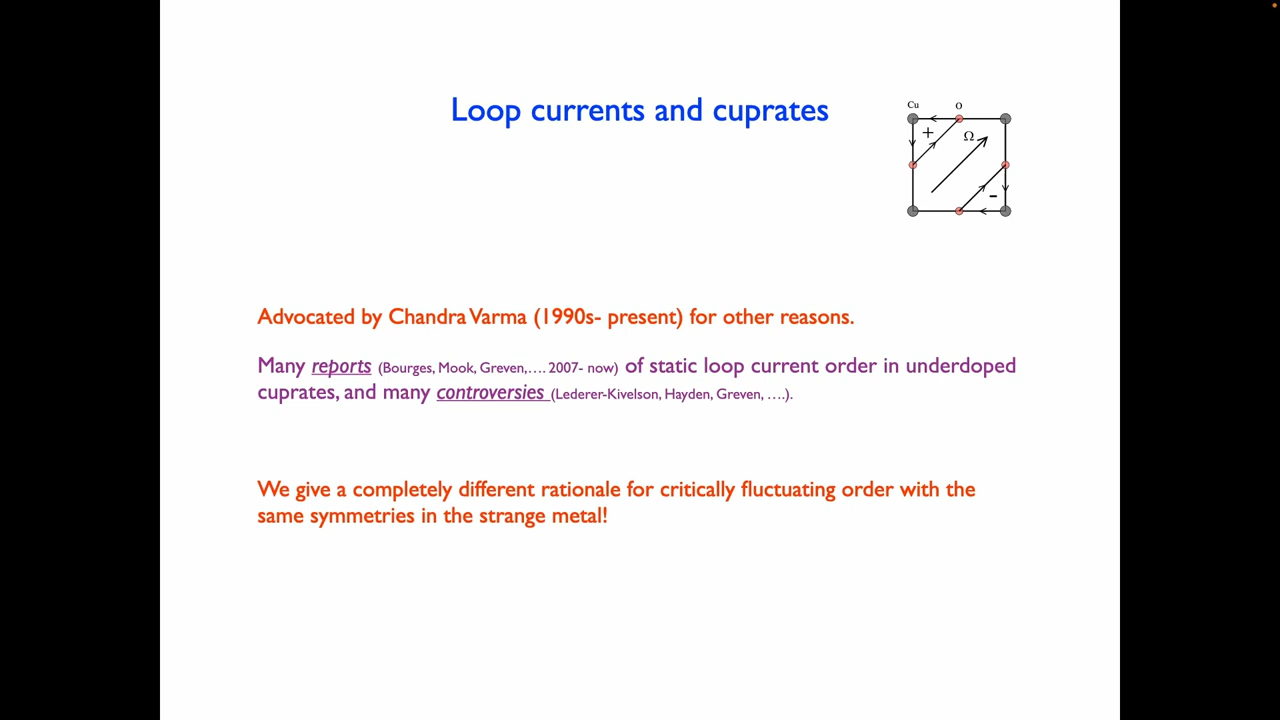 Loop currents and cuprates
Cu O
+ Ω
-
Advocated by Chandra Varma (1990s- present) for other reasons.
Many reports (Bourges, Mook, Greven,…. 2007- now) of static loop current order in underdoped
cuprates, and many controversies (Lederer-Kivelson, Hayden, Greven, ….).
We give a completely different rationale for critically fluctuating order with the
same symmetries in the strange metal!